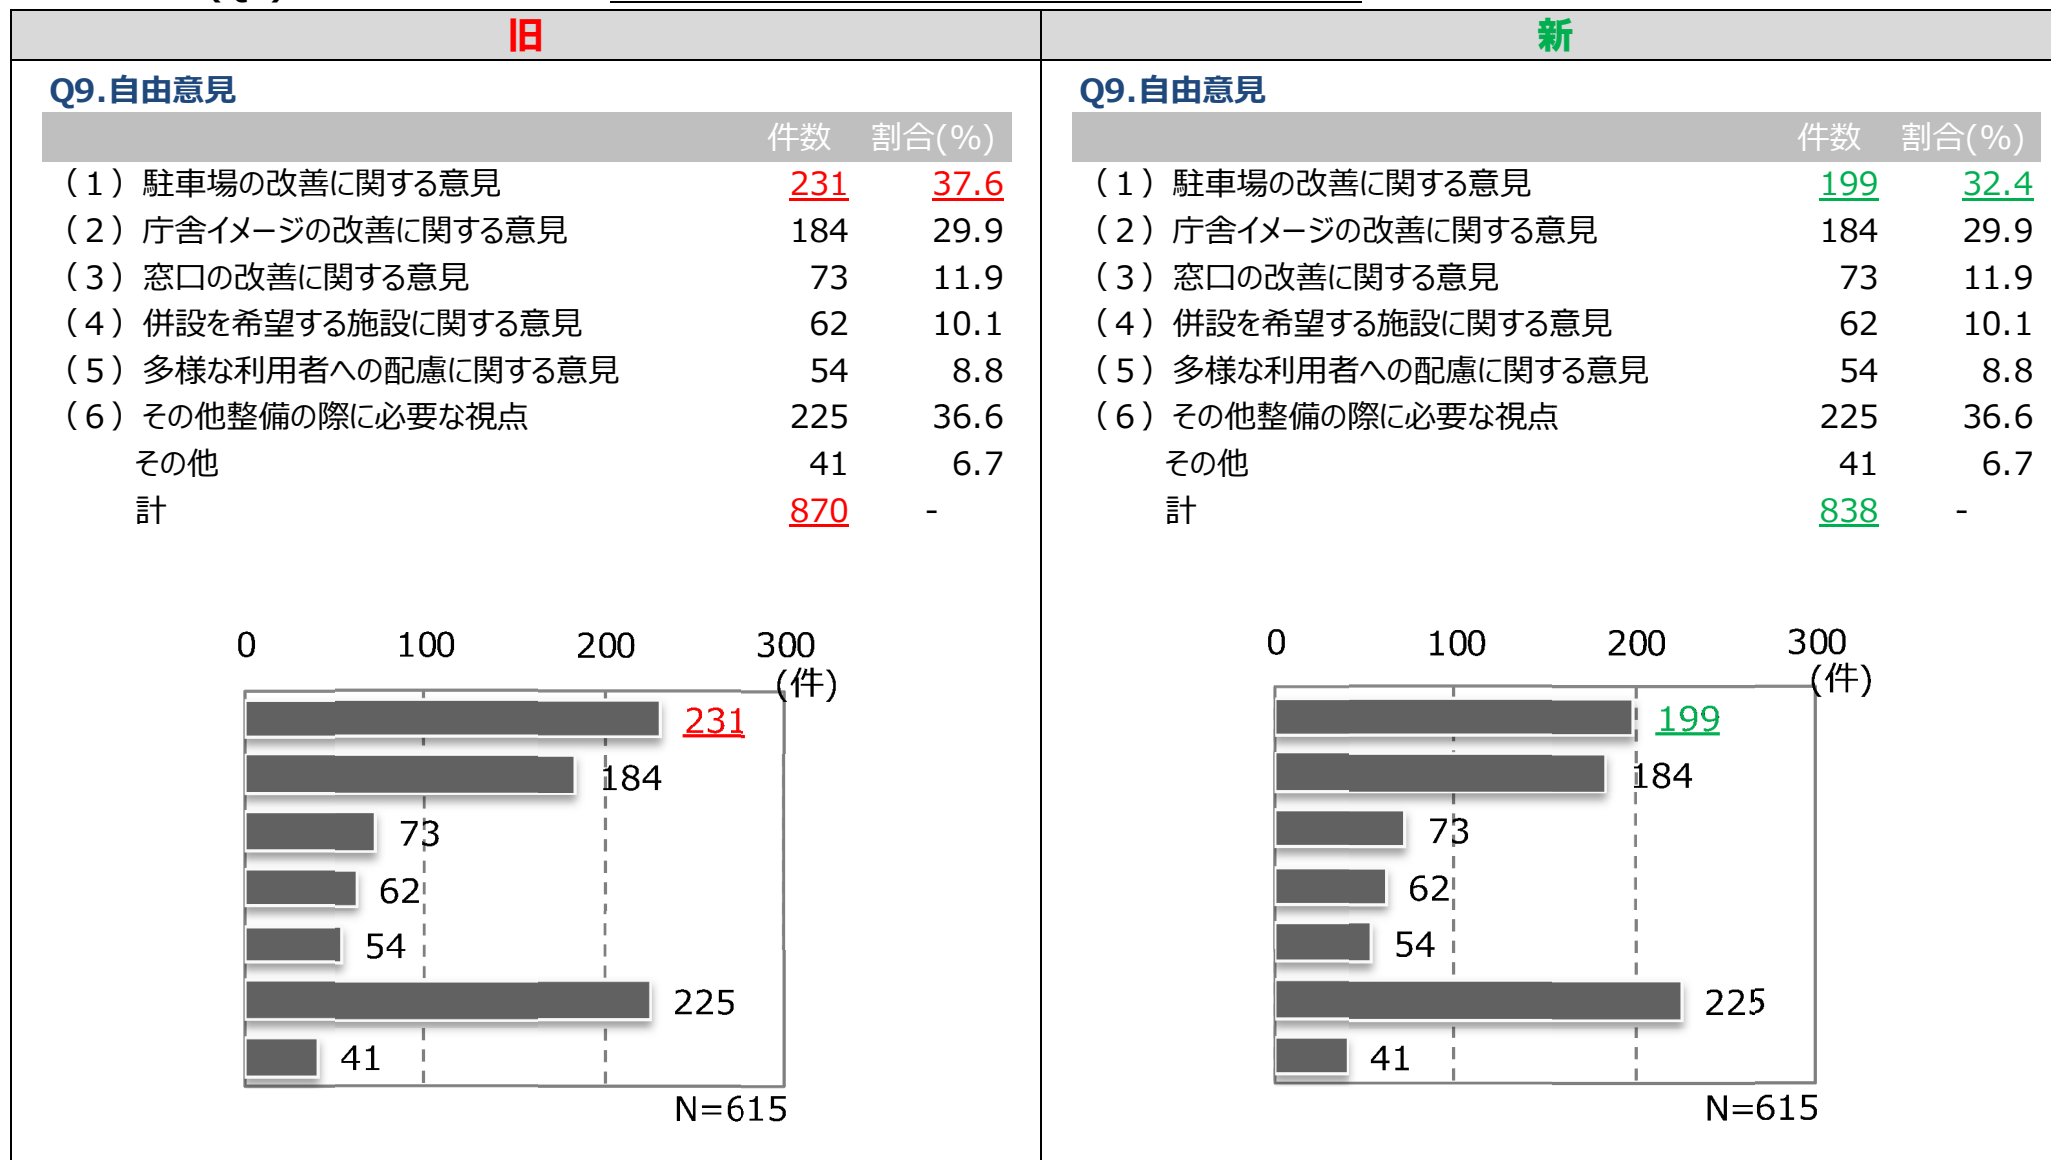 旧
新
Q9.自由意見
件数 割合(%)
（1）駐車場の改善に関する意見 231 37.6
（2）庁舎イメージの改善に関する意見 184 29.9
（3）窓口の改善に関する意見 73 11.9
（4）併設を希望する施設に関する意見 62 10.1
（5）多様な利用者への配慮に関する意見 54 8.8
（6）その他整備の際に必要な視点 225 36.6
その他 41 6.7
計 870 -
0 100 200 300
(件)
231
184
73
62
54
225
41
N=615
Q9.自由意見
件数 割合(%)
（1）駐車場の改善に関する意見 199 32.4
（2）庁舎イメージの改善に関する意見 184 29.9
（3）窓口の改善に関する意見 73 11.9
（4）併設を希望する施設に関する意見 62 10.1
（5）多様な利用者への配慮に関する意見 54 8.8
（6）その他整備の際に必要な視点 225 36.6
その他 41 6.7
計 838 -
0 100 200 300
(件)
199
184
73
62
54
225
41
N=615